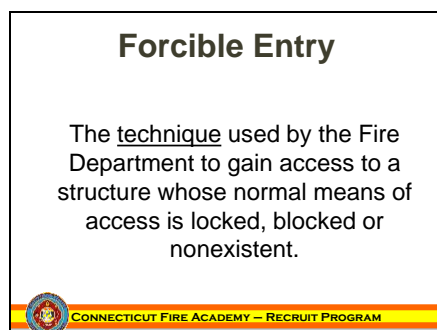 Forcible Entry
The technique used by the Fire
Department to gain access to a
structure whose normal means of
access is locked, blocked or
nonexistent.
CONNECTICUT FIRE ACADEMY – RECRUIT PROGRAM